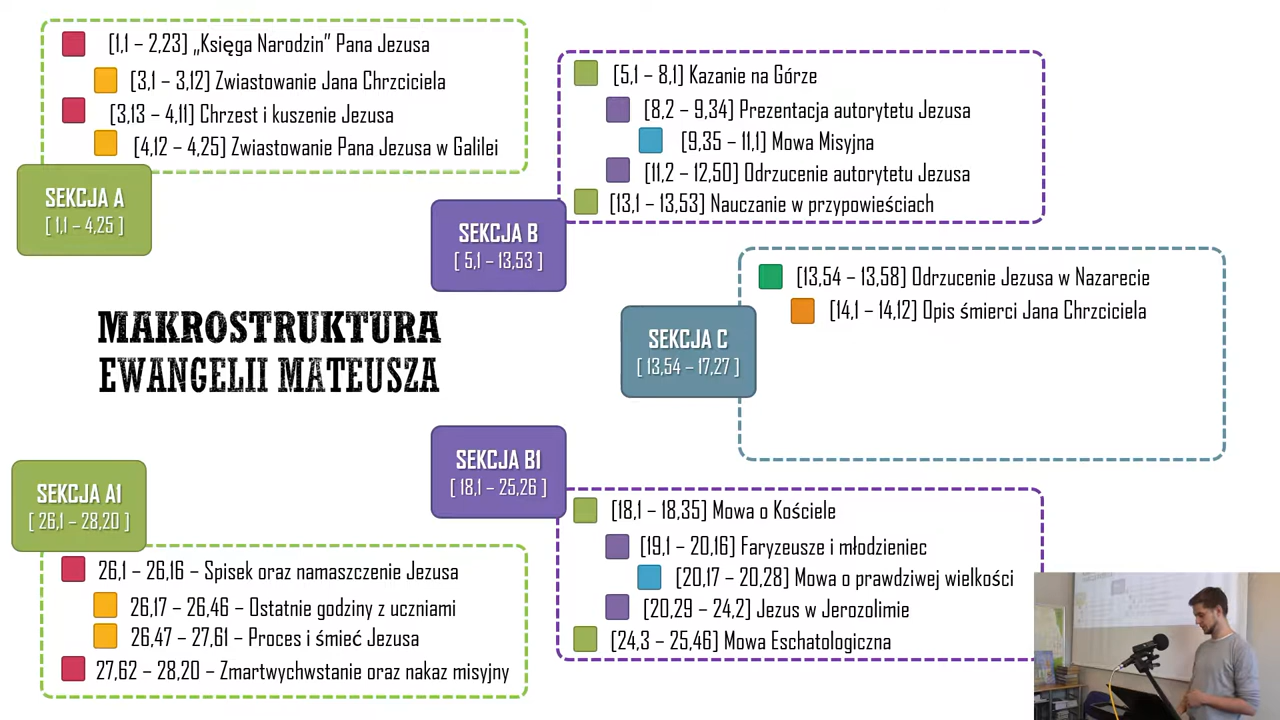 [1,1 – 2,23] „Księga Narodzin” Pana Jezusa
[3,1 – 3,12] Zwiastowanie Jana Chrzciciela
[3,13 – 4,11] Chrzest i kuszenie Jezusa
[4,12 – 4,25] Zwiastowanie Pana Jezusa w Galilei
SEKCJA A
[ 1,1 – 4,25 ]
[5,1 – 8,1] Kazanie na Górze
[8,2 – 9,34] Prezentacja autorytetu Jezusa
[9,35 – 11,1] Mowa Misyjna
[11,2 – 12,50] Odrzucenie autorytetu Jezusa
[13,1 – 13,53] Nauczanie w przypowieściach
SEKCJA B
[ 5,1 – 13,53 ]
[13,54 – 13,58] Odrzucenie Jezusa w Nazarecie
[14,1 – 14,12] Opis śmierci Jana Chrzciciela
SEKCJA C
[ 13,54 – 17,27 ]
MAKROSTRUKTURA
EWANGELII MATEUSZA
SEKCJA B1
[ 18,1 – 25,26 ]
[18,1 – 18,35] Mowa o Kościele
[19,1 – 20,16] Faryzeusze i młodzieniec
[20,17 – 20,28] Mowa o prawdziwej wielkości
[20,29 – 24,2] Jezus w Jerozolimie
[24,3 – 25,46] Mowa Eschatologiczna
SEKCJA A1
[ 26,1 – 28,20 ]
26,1 – 26,16 – Spisek oraz namaszczenie Jezusa
26,17 – 26,46 – Ostatnie godziny z uczniami
26,47 – 27,61 – Proces i śmieć Jezusa
27,62 – 28,20 – Zmartwychwstanie oraz nakaz misyjny